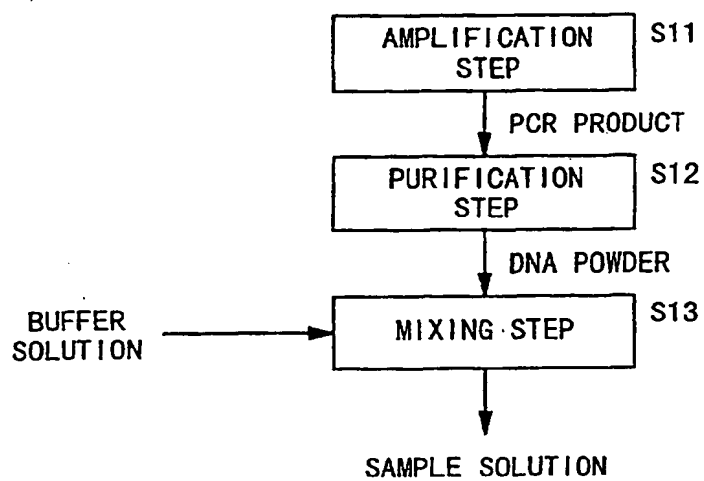 AMPLIFICATION
STEP
S11
PCR PRODUCT
PURIFICATION
STEP
S12
DNA POWDER
BUFFER
SOLUTION
MIXING STEP
S13
SAMPLE SOLUTION